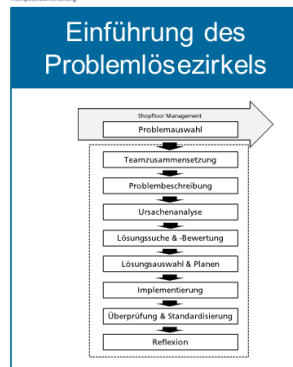 Einführung des
Problemlösezirkels
Shopfloor Management
Problemauswahl
Teamzusammensetzung
Problembeschreibung
Ursachenanalyse
Lösungssuche & -Bewertung
Lösungsauswahl & Planen
Implementierung
Überprüfung & Standardisierung
Reflexion